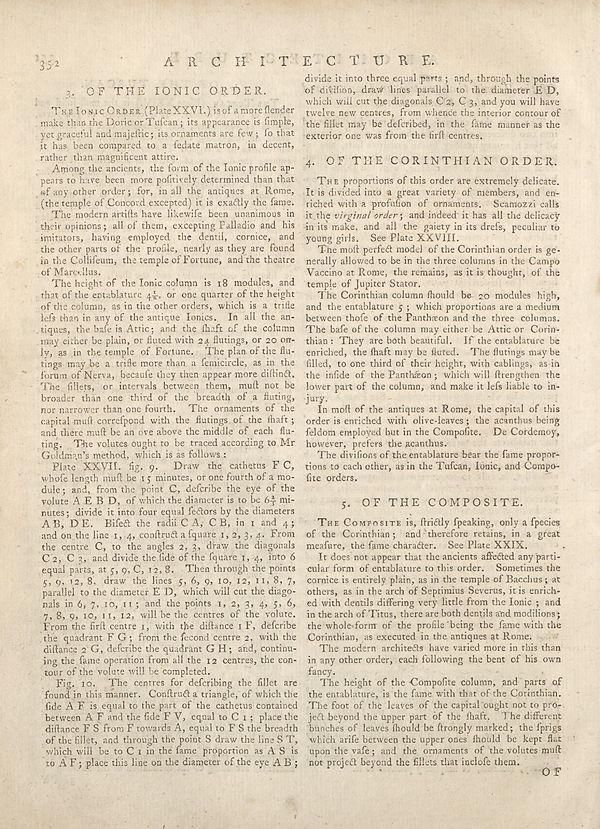 352
A R C H I T E C T U R E.
3. OF THE IONIC ORDER.
THE IONIC ORDER (Plate XXVI.) is of a more ſlender
make than the Doric or Tuſcan; its appearance is ſimple,
yet graceful and majeſtic; its ornaments are few; ſo that
it has been compared to a ſedate matron, in decent,
rather than magnificent attire.
Among the ancients, the form of the Ionic profile ap-
pears to have been more poſitively determined than that
of any other order; for, in all the antiques at Rome,
(the temple of Concord excepted) it is exactly the ſame.
The modern artiſts have likewiſe been unanimous in
their opinions; all of them, excepting Palladio and his
imitators, having employed the dentil, cornice, and
the other parts of the profile, nearly as they are found
in the Colliſeum, the temple of Fortune, and the theatre
of Marcellus.
The height of the Ionic column is 18 modules, and
that of the entablature 4½, or one quarter of the height
of the column, as in the other orders, which is a trifle
leſs than in any of the antique Ionics. In all the an-
tiques, the baſe is Attic; and the ſhaft of the column
may either be plain, or fluted with 24 flutings, or 20 on-
ly, as in the temple of Fortune. The plan of the flu-
tings may be a trifle more than a ſemicircle, as in the
forum of Nerva, becauſe they then appear more diſtinct.
The fillets, or intervals between them, muſt not be
broader than one third of the breadth of a fluting,
nor narrower than one fourth. The ornaments of the
capital muſt correſpond with the flutings of the ſhaft;
and there muſt be an ove above the middle of each flu-
ting. The volutes ought to be traced according to Mr
Goldman's method, which is as follows:
Plate XXVII. fig. 9. Draw the cathetus F C,
whoſe length muſt be 15 minutes, or one fourth of a mo-
dule; and, from the point C, deſcribe the eye of the
volute A E B D, of which the diameter is to be 6⅔ mi-
nutes; divide it into four equal ſectors by the diameters
A B, D E. Biſect the radii C A, C B, in 1 and 4;
and on the line 1, 4, conſtruct a ſquare 1, 2, 3, 4. From
the centre C, to the angles 2, 3, draw the diagonals
C 2, C 3, and divide the ſide of the ſquare 1, 4, into 6
equal parts, at 5, 9, C, 12, 8. Then through the points
5, 9, 12, 8, draw the lines 5, 6, 9, 10, 12, 11, 8, 7,
parallel to the diameter E D, which will cut the diago-
nals in 6, 7, 10, 11; and the points 1, 2, 3, 4, 5, 6,
7, 8, 9, 10, 11, 12, will be the centres of the volute.
From the firſt centre 1, with the diſtance 1 F, deſcribe
the quadrant F G; from the ſecond centre 2, with the
diſtance 2 G, deſcribe the quadrant G H; and, continu-
ing the ſame operation from all the 12 centres, the con-
tour of the volute will be completed.
Fig. 10. The centres for deſcribing the fillet are
found in this manner. Conſtruct a triangle, of which the
ſide A F is equal to the part of the cathetus contained
between A F and the ſide F V, equal to C 1; place the
diſtance F S from F towards A, equal to F S the breadth
of the fillet, and through the point S draw the line S T,
which will be to C 1 in the ſame proportion as A S is
to A F; place this line on the diameter of the eye A B;
divide it into three equal parts; and, through the points
of diviſion, draw lines parallel to the diameter E D,
which will cut the diagonals C 2, C 3, and you will have
twelve new centres, from whence the interior contour of
the fillet may be deſcribed, in the ſame manner as the
exterior one was from the firſt centres.
4. OF THE CORINTHIAN ORDER.
THE proportions of this order are extremely delicate.
It is divided into a great variety of members, and en-
riched with a profuſion of ornaments. Scamozzi calls
it the virginal order; and indeed it has all the delicacy
in its make, and all the gaiety in its dreſs, peculiar to
young girls. See Plate XXVIII.
The moſt perfect model of the Corinthian order is ge-
nerally allowed to be in the three columns in the Campo
Vaccino at Rome, the remains, as it is thought, of the
temple of Jupiter Stator.
The Corinthian column ſhould be 20 modules high,
and the entablature 5; which proportions are a medium
between thoſe of the Pantheon and the three columns.
The baſe of the column may either be Attic or Corin-
thian: They are both beautiful. If the entablature be
enriched, the ſhaft may be fluted. The flutings may be
filled, to one third of their height, with cablings, as in
the inſide of the Pantheon; which will ſtrengthen the
lower part of the column, and make it leſs liable to in-
jury.
In moſt of the antiques at Rome, the capital of this
order is enriched with olive-leaves; the acanthus being
ſeldom employed but in the Compoſite. De Cordemoy,
however, prefers the acanthus.
The diviſions of the entablature bear the ſame propor-
tions to each other, as in the Tuſcan, Ionic, and Compo-
ſite orders.
5. OF THE COMPOSITE.
THE COMPOSITE is, ſtrictly ſpeaking, only a ſpecies
of the Corinthian; and therefore retains, in a great
meaſure, the ſame character. See Plate XXIX.
It does not appear that the ancients affected any parti-
cular form of entablature to this order. Sometimes the
cornice is entirely plain, as in the temple of Bacchus; at
others, as in the arch of Septimius Severus, it is enrich-
ed with dentils differing very little from the Ionic; and
in the arch of Titus, there are both dentils and modilions;
the whole form of the profile being the ſame with the
Corinthian, as executed in the antiques at Rome.
The modern architects have varied more in this than
in any other order, each following the bent of his own
fancy.
The height of the Compoſite column, and parts of
the entablature, is the ſame with that of the Corinthian.
The foot of the leaves of the capital ought not to pro-
ject beyond the upper part of the ſhaft. The different
bunches of leaves ſhould be ſtrongly marked; the ſprigs
which ariſe between the upper ones ſhould be kept flat
upon the vaſe; and the ornaments of the volutes muſt
not project beyond the fillets that incloſe them.
O F